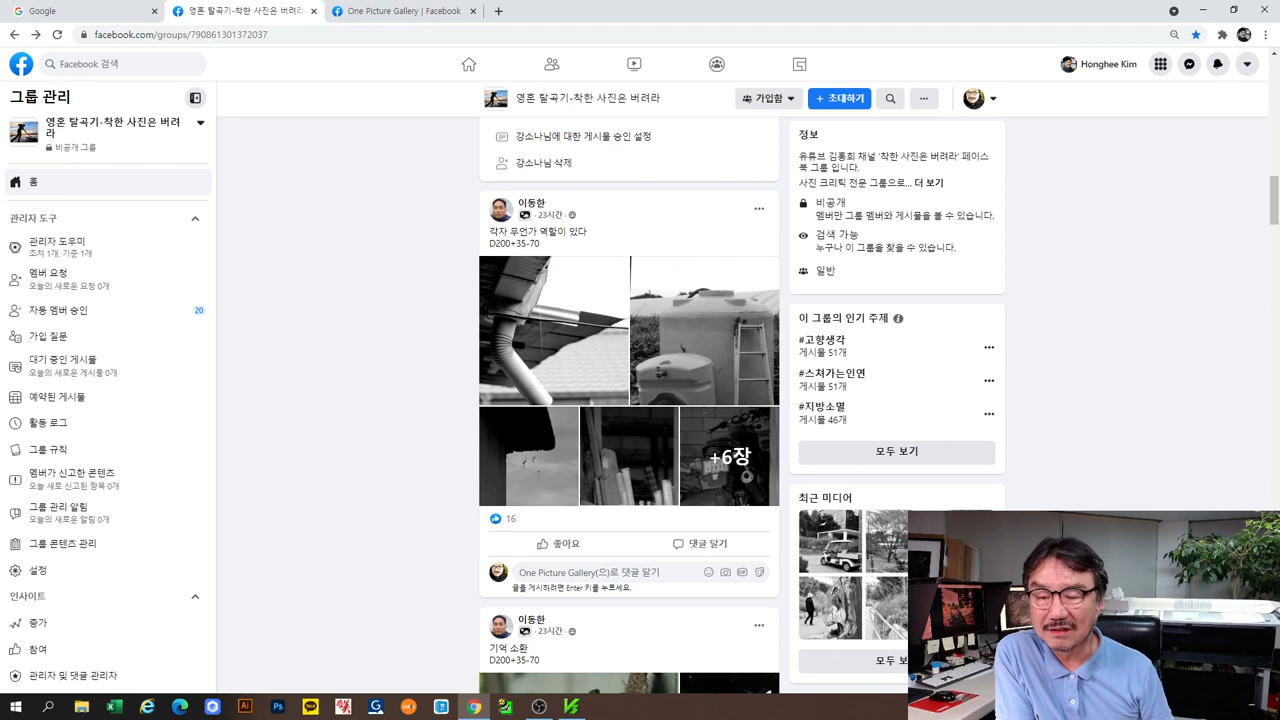 Google
영혼 탈곡기-착한 사진은 버려라
One Picture Gallery | Facebook
facebook.com/groups/790861301372037
Facebook 검색
Honghee Kim
그룹 관리
영혼 탈곡기-착한 사진은 버려
라
비공개 그룹
홈
관리자 도구
관리자 도우미
조치 1개, 기준 1개
멤버 요청
오늘의 새로운 요청 0개
자동 멤버 승인
20
가입 질문
대기 중인 게시물
오늘의 새로운 게시물 0개
예약된 게시물
활동 로그
그룹 규칙
멤버가 신고한 콘텐츠
오늘 새로 신고된 항목 0개
그룹 관리 알림
오늘의 새로운 알림 0개
그룹 콘텐츠 관리
설정
인사이트
증가
참여
관리자 및 댓글 관리자
영혼 탈곡기-착한 사진은 버려라
가입함
+ 초대하기
강소나님에 대한 게시물 승인 설정
강소나님 삭제
이동한
· 23시간 ·
각자 무언가 역할이 있다
D200+35-70
+6장
16
좋아요
댓글 달기
One Picture Gallery(으)로 댓글 달기
글을 게시하려면 Enter 키를 누르세요.
이동한
· 23시간 ·
기억 소환
D200+35-70
정보
유튜브 김홍희 채널 '착한 사진은 버려라' 페이스
북 그룹 입니다.
사진 크리틱 전문 그룹으로... 더 보기
비공개
멤버만 그룹 멤버와 게시물을 볼 수 있습니다.
검색 가능
누구나 이 그룹을 찾을 수 있습니다.
일반
이 그룹의 인기 주제
#고향생각
게시물 51개
#스쳐가는인연
게시물 51개
#지방소멸
게시물 46개
모두 보기
최근 미디어
모두 보